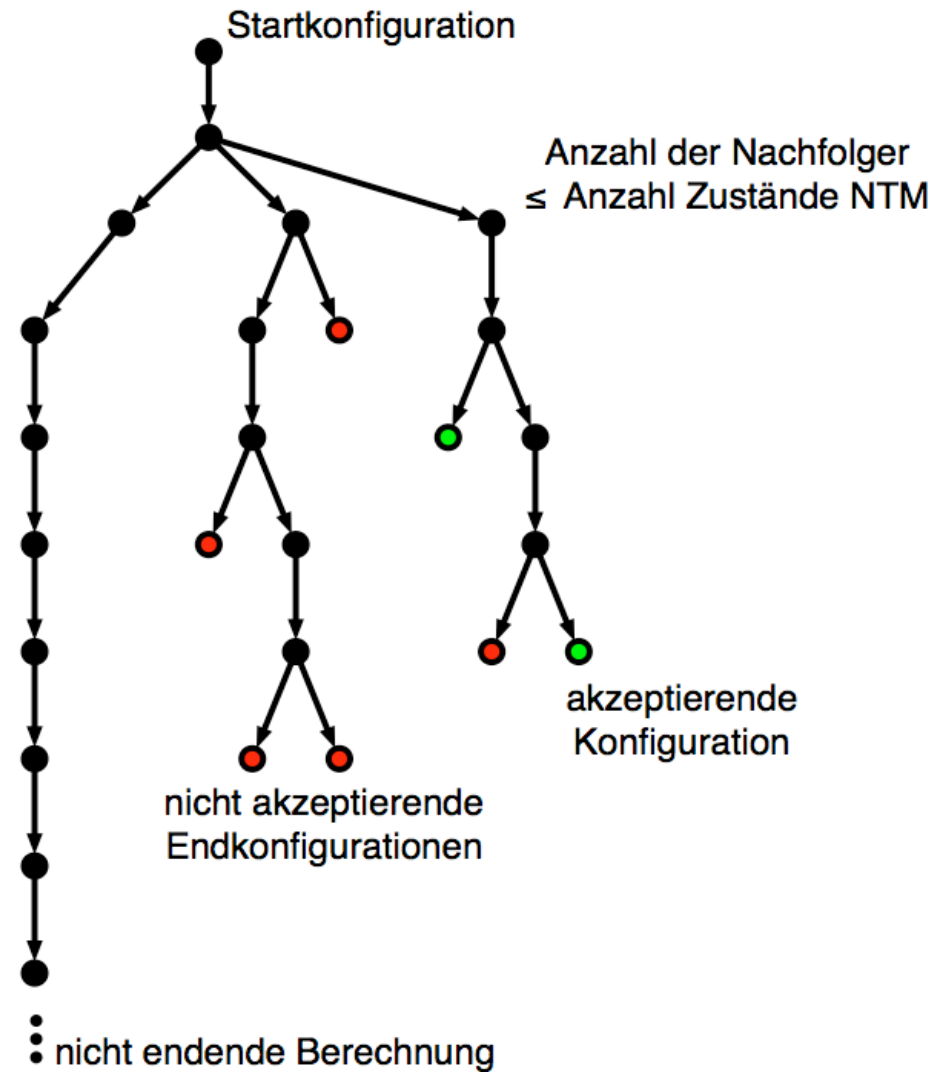 Startkonfiguration
Anzahl der Nachfolger
≤ Anzahl Zustände NTM
akzeptierende
Konfiguration
nicht akzeptierende
Endkonfigurationen
nicht endende Berechnung